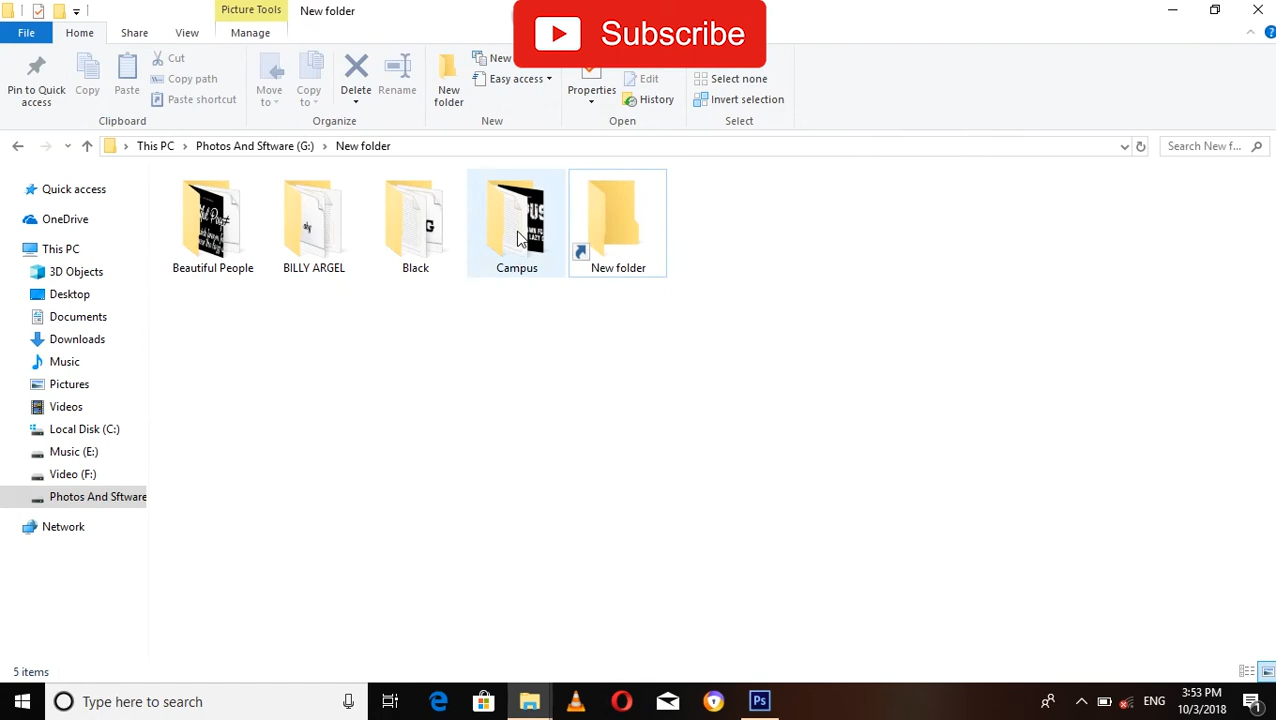 Picture Tools
New folder
Subscribe
File
Home
Share
View
Manage
Pin to Quick
access
Copy
Paste
Cut
Copy path
Paste shortcut
Clipboard
Move
to
Copy
to
Delete
Rename
Organize
New
folder
New
Easy access
New
Properties
Edit
History
Open
Select none
Invert selection
Select
This PC
Photos And Sftware (G:)
New folder
Search New f...
Quick access
OneDrive
This PC
3D Objects
Desktop
Documents
Downloads
Music
Pictures
Videos
Local Disk (C:)
Music (E:)
Video (F:)
Photos And Sftware
Network
Beautiful People
BILLY ARGEL
Black
Campus
New folder
5 items
Type here to search
Ps
ENG
3:53 PM
10/3/2018
1